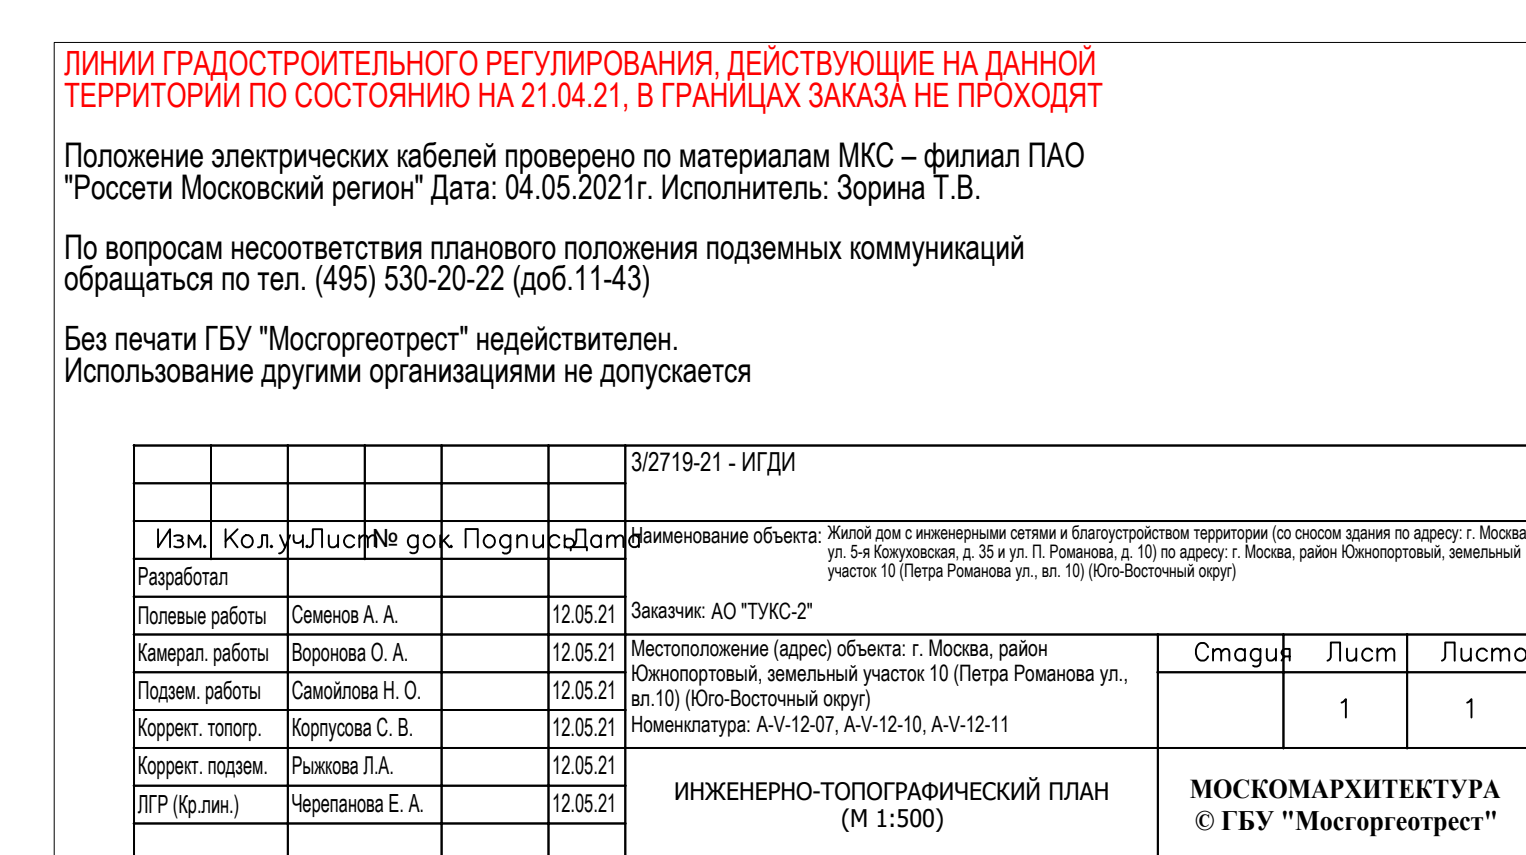 ЛИНИИ ГРАДОСТРОИТЕЛЬНОГО РЕГУЛИРОВАНИЯ, ДЕЙСТВУЮЩИЕ НА ДАННОЙ
ТЕРРИТОРИИ ПО СОСТОЯНИЮ НА 21.04.21, В ГРАНИЦАХ ЗАКАЗА НЕ ПРОХОДЯТ
Положение электрических кабелей проверено по материалам МКС – филиал ПАО
"Россети Московский регион" Дата: 04.05.2021г. Исполнитель: Зорина Т.В.
По вопросам несоответствия планового положения подземных коммуникаций
обращаться по тел. (495) 530-20-22 (доб.11-43)
Без печати ГБУ "Мосгоргеотрест" недействителен.
Использование другими организациями не допускается
3/2719-21 - ИГДИ
Изм. Кол.уч. Лист № док. Подпись Дата
Наименование объекта: Жилой дом с инженерными сетями и благоустройством территории (со сносом здания по адресу: г. Москва
ул. 5-я Кожуховская, д. 35 и ул. П. Романова, д. 10) по адресу: г. Москва, район Южнопортовый, земельный
участок 10 (Петра Романова ул., вл. 10) (Юго-Восточный округ)
Разработал
Полевые работы Семенов А. А. 12.05.21
Заказчик: АО "ТУКС-2"
Камерал. работы Воронова О. А. 12.05.21
Подзем. работы Самойлова Н. О. 12.05.21
Коррект. топогр. Корпусова С. В. 12.05.21
Коррект. подзем. Рыжкова Л.А. 12.05.21
ЛГР (Кр.лин.) Черепанова Е. А. 12.05.21
Местоположение (адрес) объекта: г. Москва, район
Южнопортовый, земельный участок 10 (Петра Романова ул.,
вл.10) (Юго-Восточный округ)
Номенклатура: А-V-12-07, А-V-12-10, А-V-12-11
Стадия Лист Листо
1 1
ИНЖЕНЕРНО-ТОПОГРАФИЧЕСКИЙ ПЛАН
(М 1:500)
МОСКОМАРХИТЕКТУРА
© ГБУ "Мосгоргеотрест"